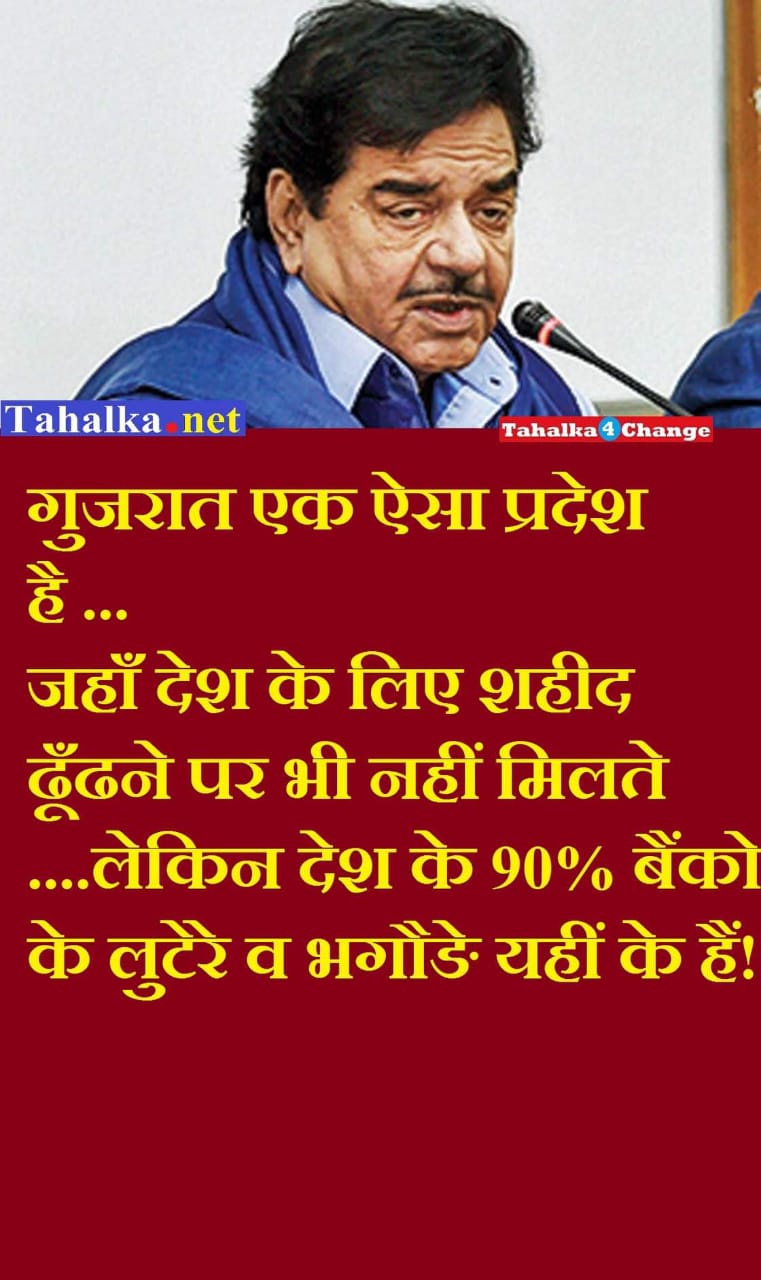 Tahalka.net
Tahalka4Change
गुजरात एक ऐसा प्रदेश
है ...
जहाँ देश के लिए शहीद
ढूँढने पर भी नहीं मिलते
....लेकिन देश के 90% बैंको
के लुटेरे व भगौडे यहीं के हैं!